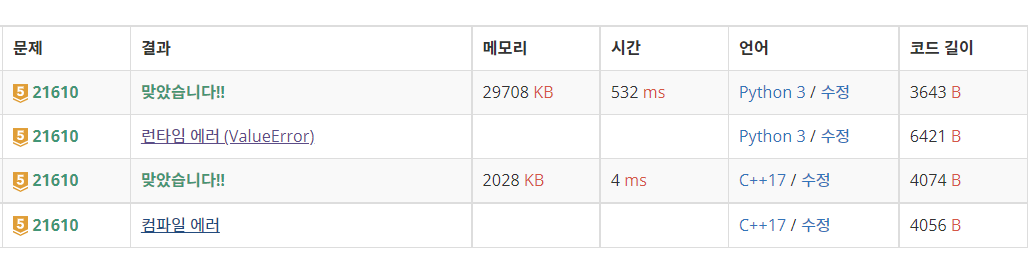 문제 결과 메모리 시간 언어 코드 길이
5 21610 맞았습니다!! 29708 KB 532 ms Python 3 / 수정 3643 B
5 21610 런타임 에러 (ValueError) Python 3 / 수정 6421 B
5 21610 맞았습니다!! 2028 KB 4 ms C++17 / 수정 4074 B
5 21610 컴파일 에러 C++17 / 수정 4056 B